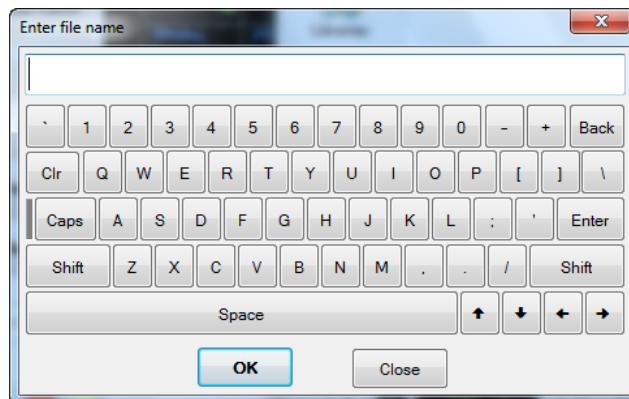 Enter file name
` 1 2 3 4 5 6 7 8 9 0 - + Back
Clr Q W E R T Y U I O P [ ] \
Caps A S D F G H J K L ; ' Enter
Shift Z X C V B N M , . / Shift
Space
OK Close